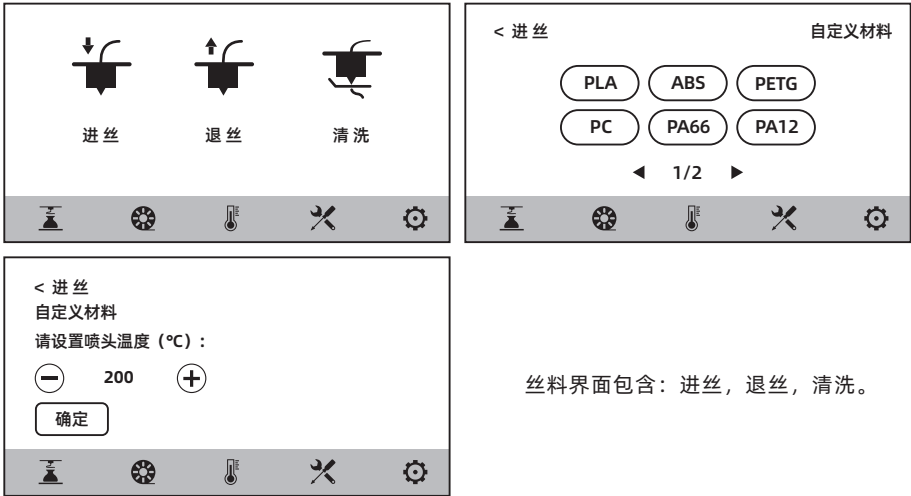 进丝 退丝 清洗
< 进丝 自定义材料
PLA ABS PETG
PC PA66 PA12
1/2
< 进丝
自定义材料
请设置喷头温度（℃）：
200
确定
丝料界面包含：进丝，退丝，清洗。